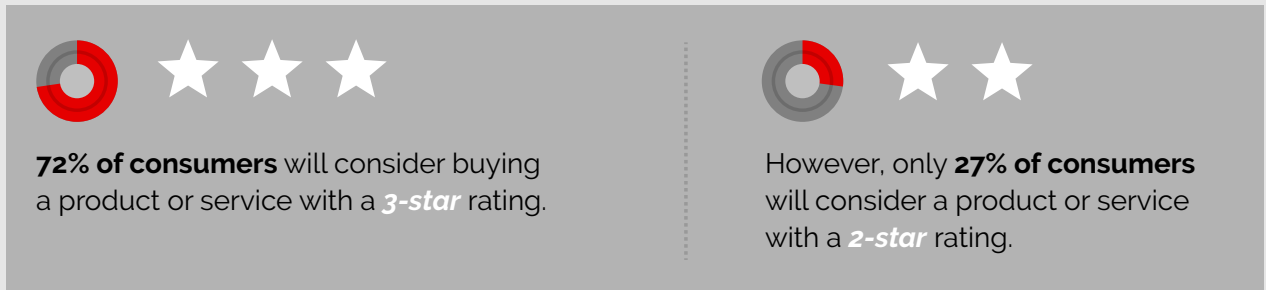 72% of consumers will consider buying
a product or service with a 3-star rating.
However, only 27% of consumers
will consider a product or service
with a 2-star rating.